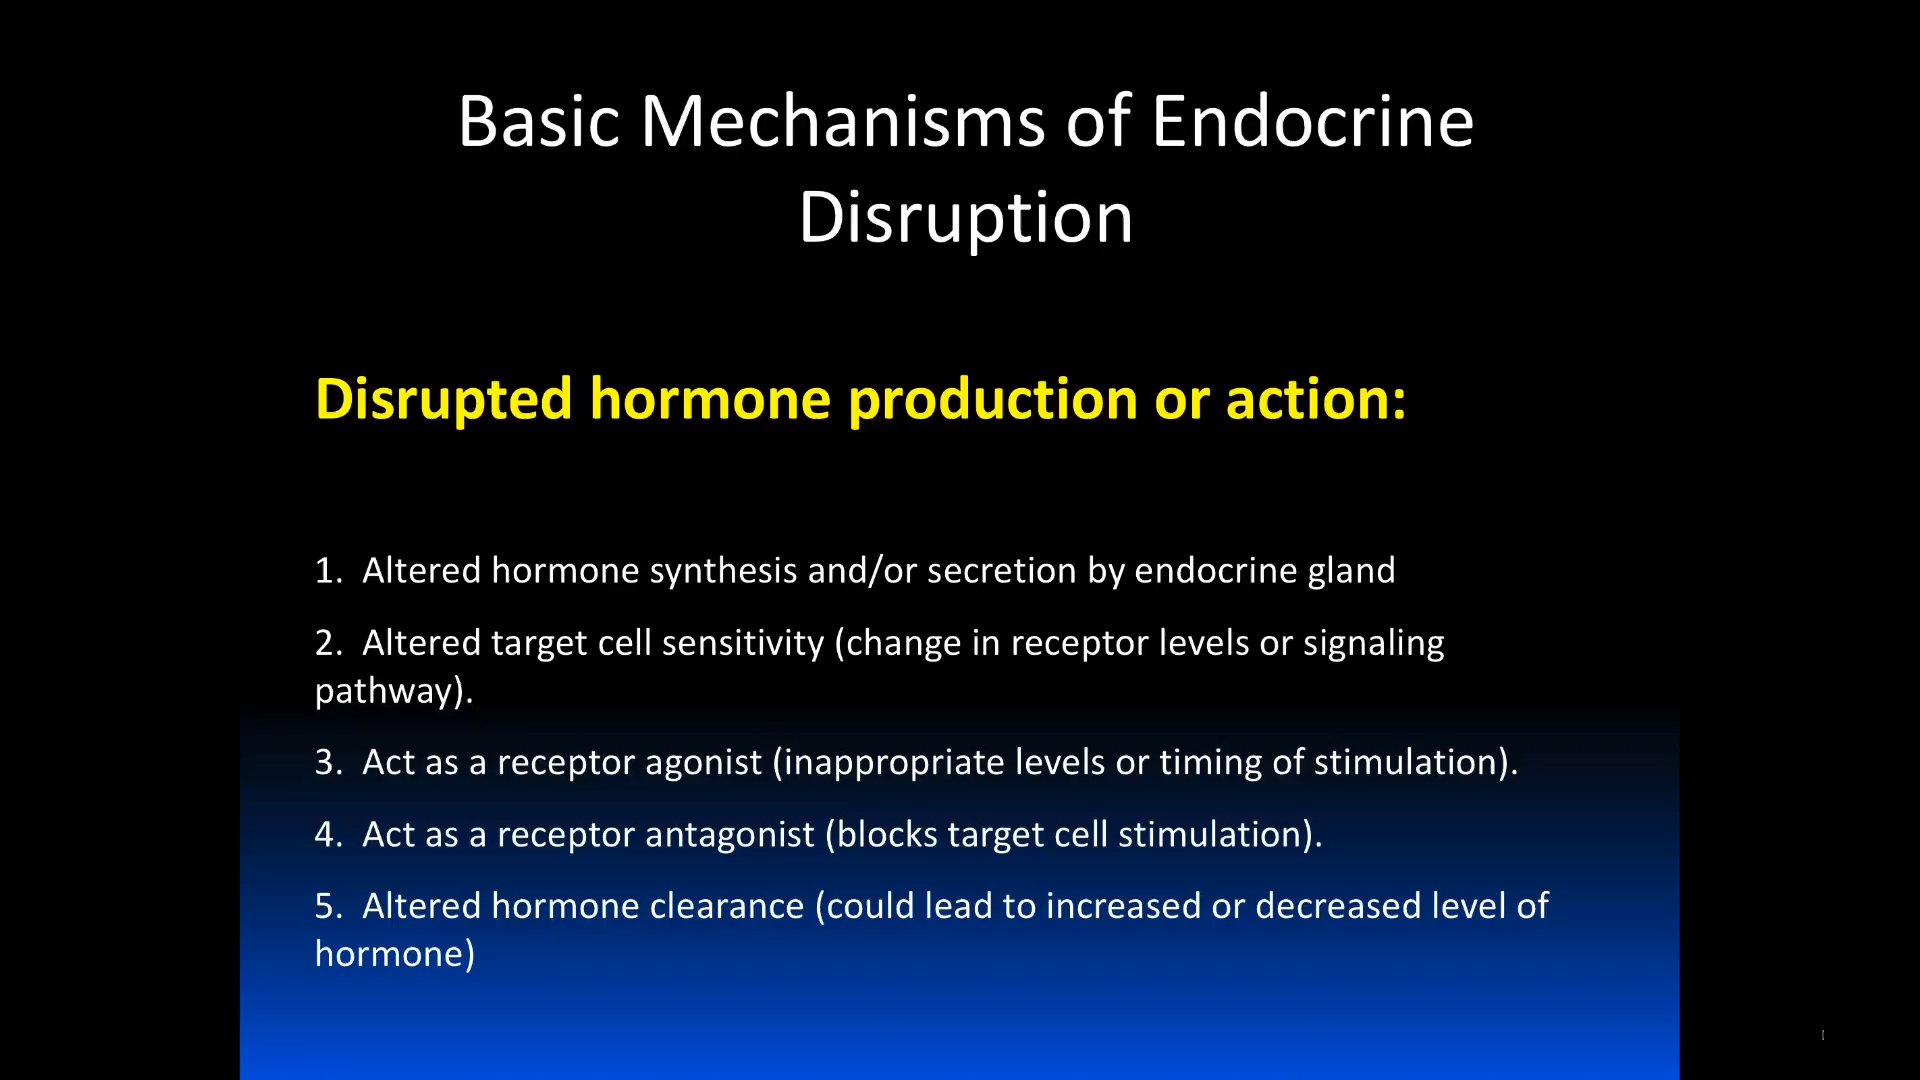 Basic Mechanisms of Endocrine
Disruption
Disrupted hormone production or action:
1. Altered hormone synthesis and/or secretion by endocrine gland
2. Altered target cell sensitivity (change in receptor levels or signaling
pathway).
3. Act as a receptor agonist (inappropriate levels or timing of stimulation).
4. Act as a receptor antagonist (blocks target cell stimulation).
5. Altered hormone clearance (could lead to increased or decreased level of
hormone)